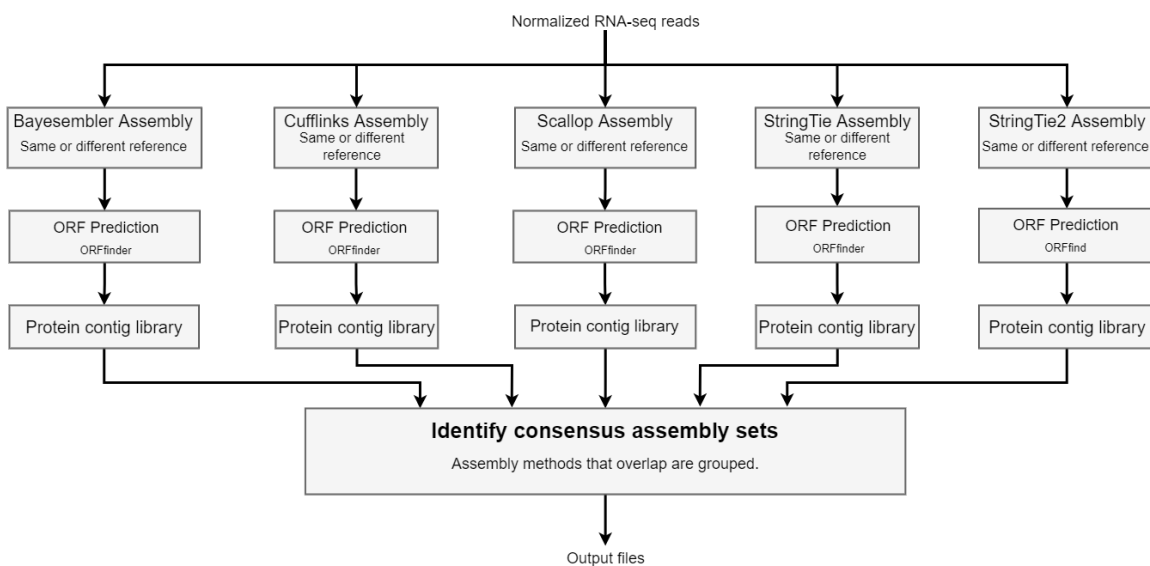 Normalized RNA-seq reads
Bayesembler Assembly
Same or different reference
Cufflinks Assembly
Same or different
reference
Scallop Assembly
Same or different reference
StringTie Assembly
Same or different
reference
StringTie2 Assembly
Same or different reference
ORF Prediction
ORFfinder
ORF Prediction
ORFfinder
ORF Prediction
ORFfinder
ORF Prediction
ORFfinder
ORF Prediction
ORFfind
Protein contig library
Protein contig library
Protein contig library
Protein contig library
Protein contig library
Identify consensus assembly sets
Assembly methods that overlap are grouped.
Output files